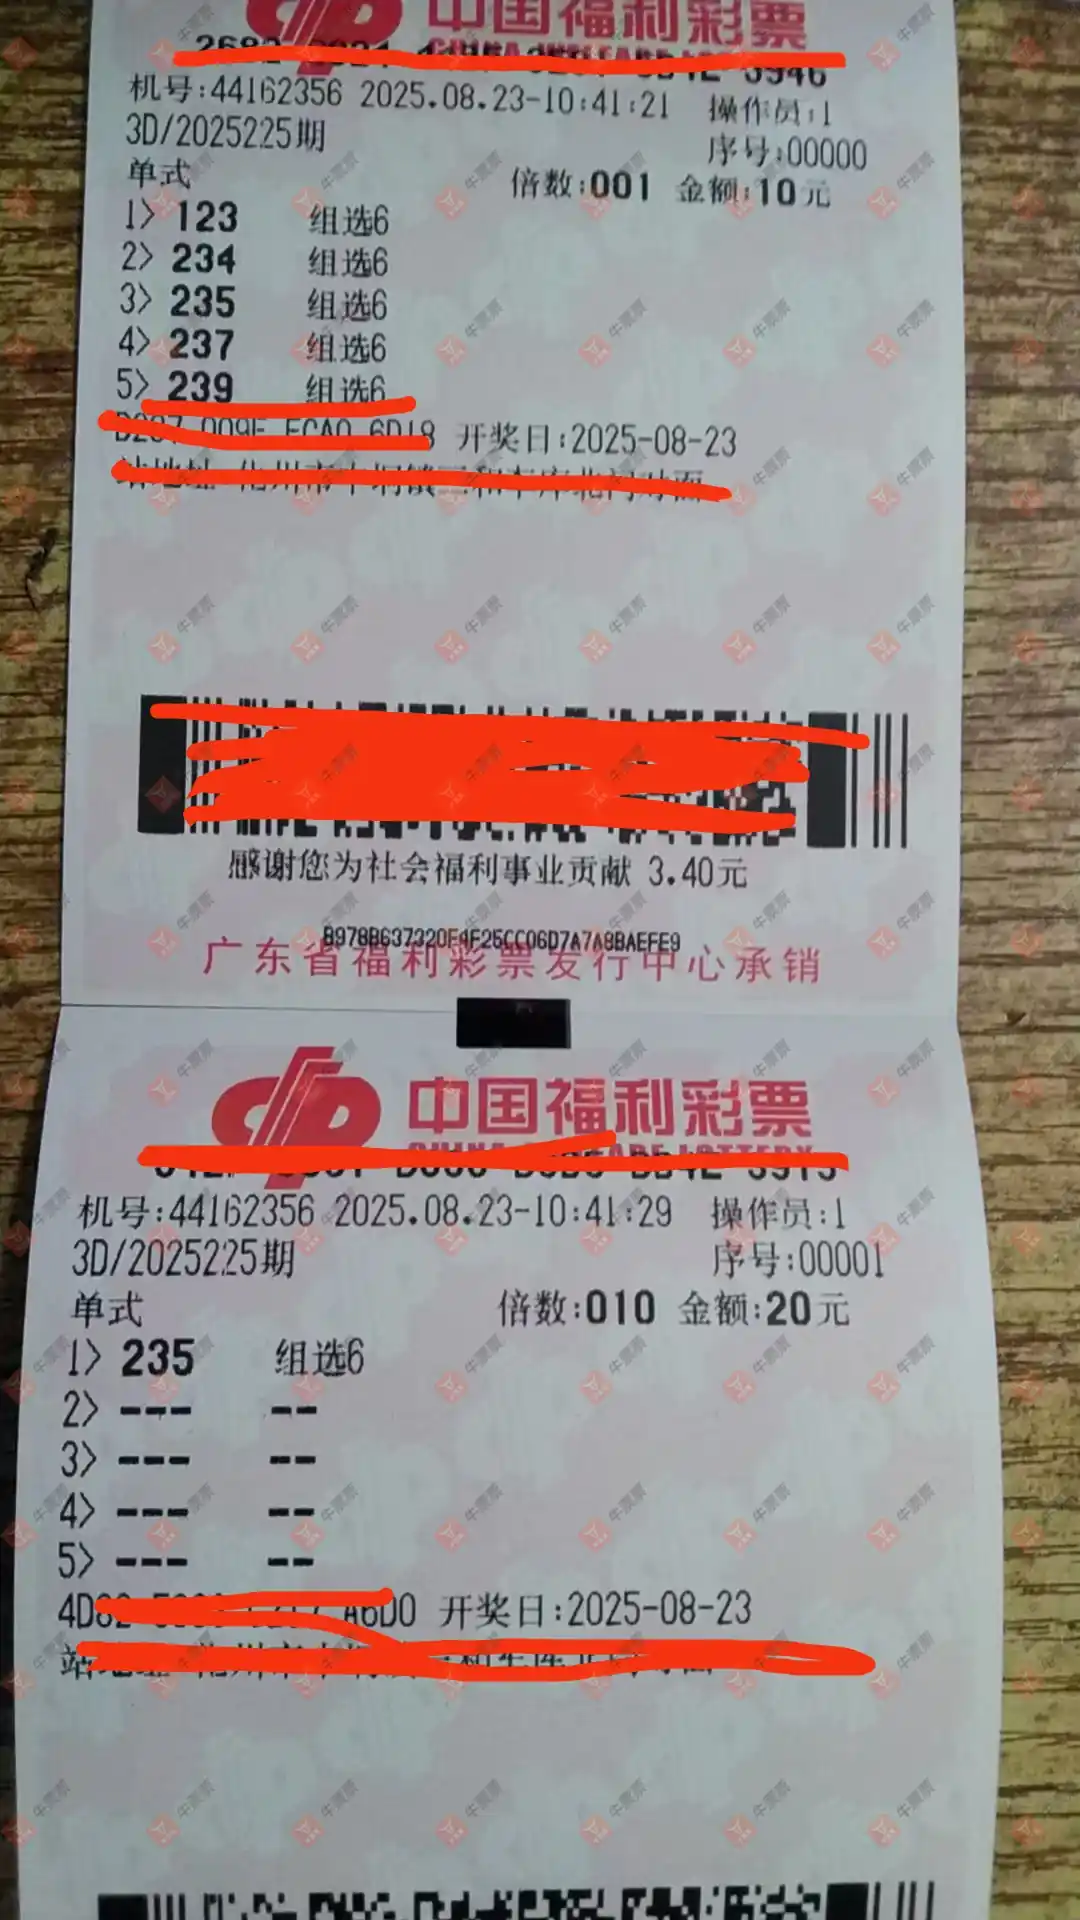 中国福利彩票
机号:44162356 2025.08.23-10:41:21 操作员:1
3D/2025225期 序号:00000
单式 倍数:001 金额:10元
1> 123 组选6
2> 234 组选6
3> 235 组选6
4> 237 组选6
5> 239 组选6
6D18 开奖日:2025-08-23
感谢您为社会福利事业贡献 3.40元
B978B637320F4F25CC06D7A7A8BAEFE9
广东省福利彩票发行中心承销
中国福利彩票
机号:44162356 2025.08.23-10:41:29 操作员:1
3D/2025225期 序号:00001
单式 倍数:010 金额:20元
1> 235 组选6
2> --- --
3> --- --
4> --- --
5> --- --
A6D0 开奖日:2025-08-23
牛票票